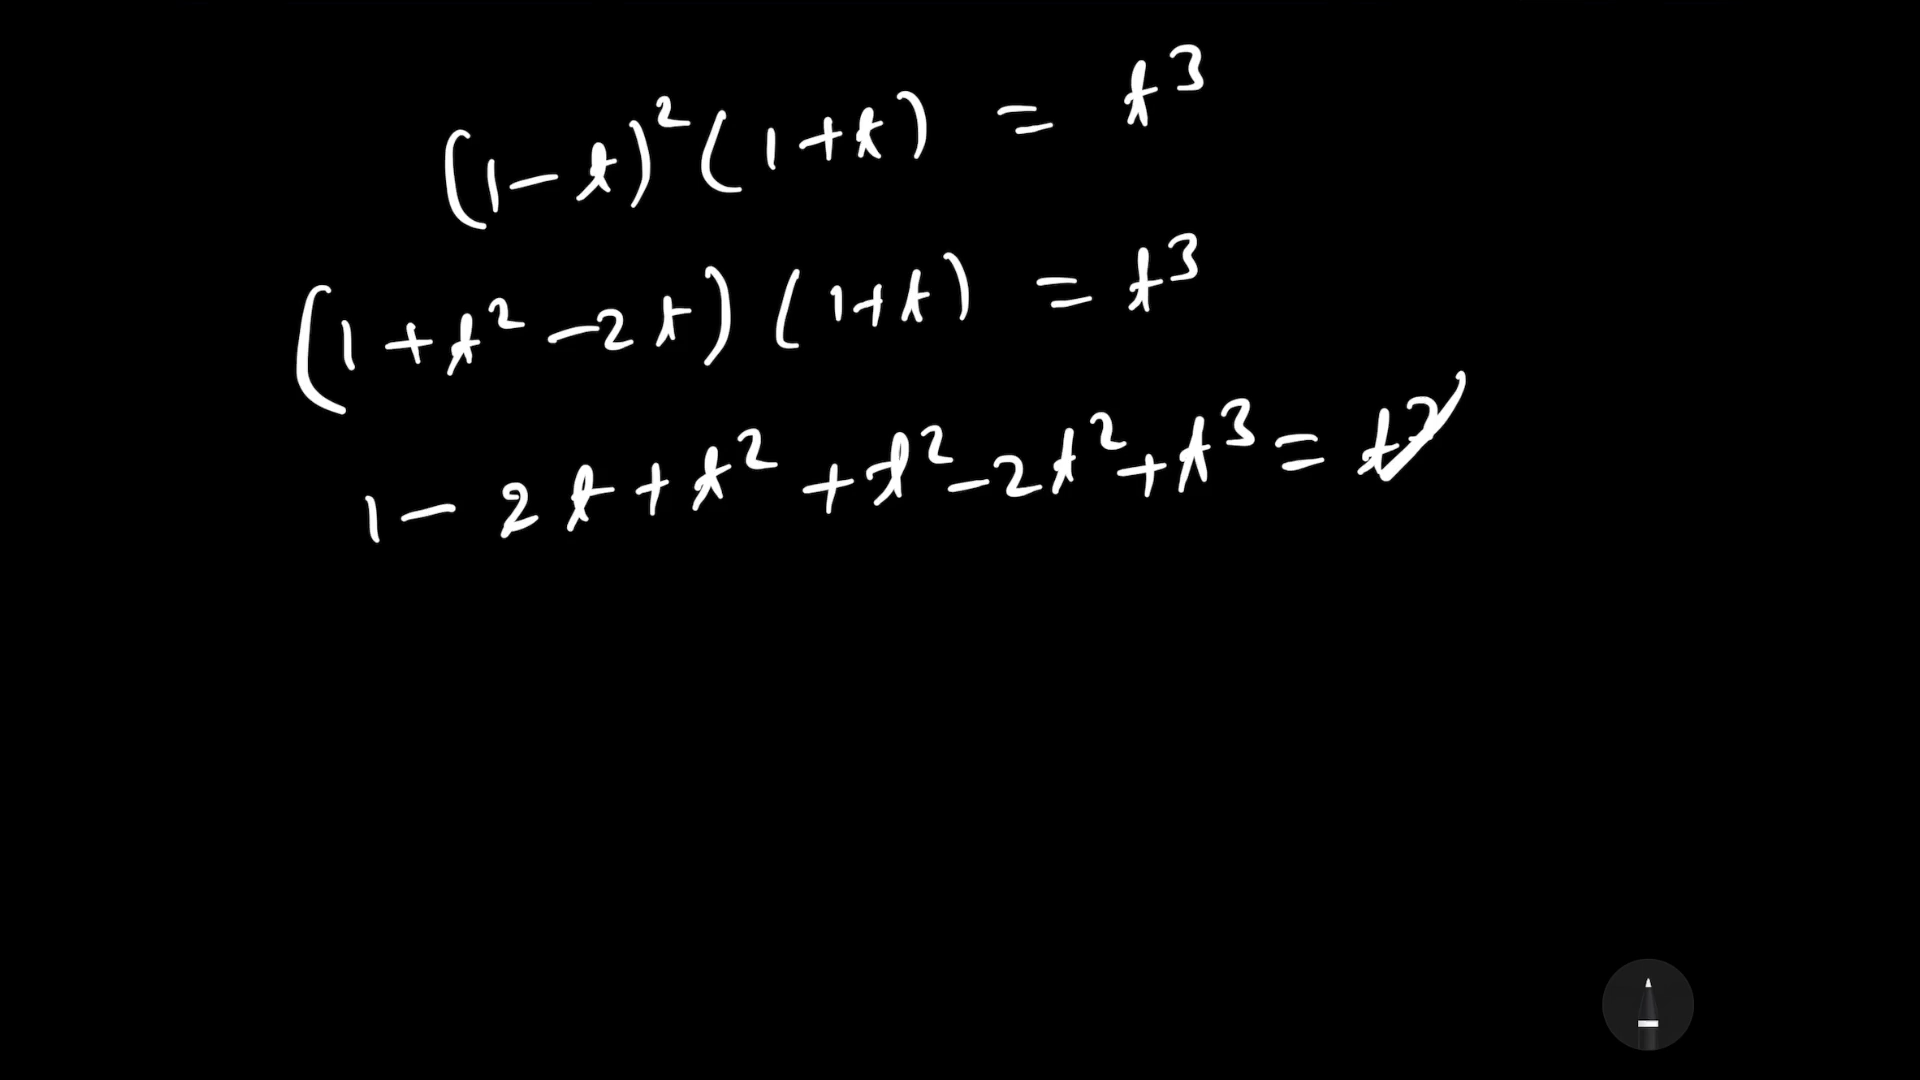 (1-t)²(1+t) = t³
(1+t²-2t)(1+t) = t³
1-2t+t²+t²-2t²+t³=